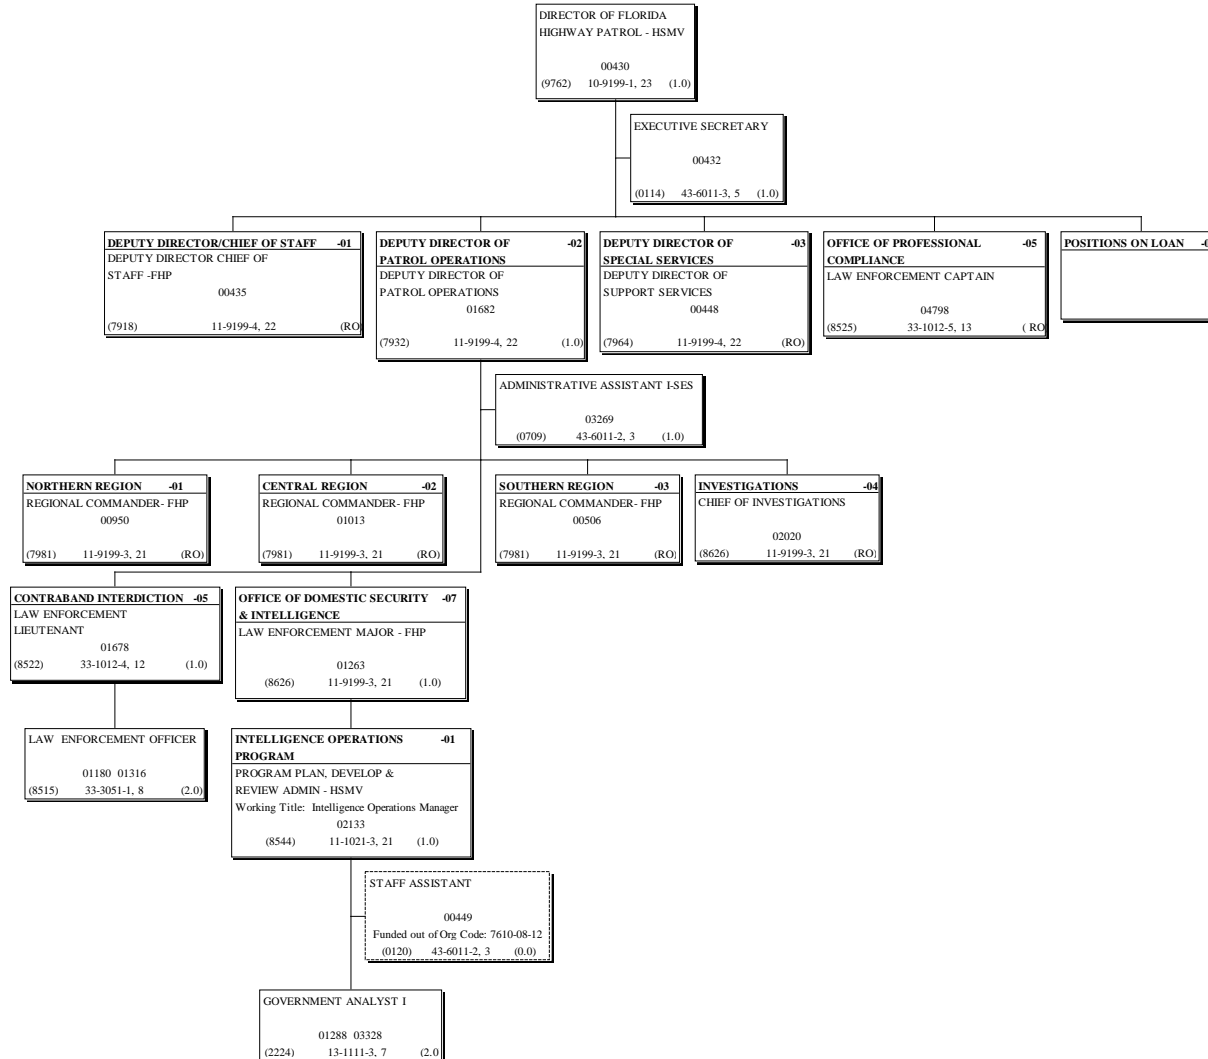 DIRECTOR OF FLORIDA
HIGHWAY PATROL - HSMV
00430
(9762) 10-9199-1, 23 (1.0)
EXECUTIVE SECRETARY
00432
(0114) 43-6011-3, 5 (1.0)
DEPUTY DIRECTOR/CHIEF OF STAFF -01
DEPUTY DIRECTOR CHIEF OF
STAFF -FHP
00435
(7918) 11-9199-4, 22 (RO
DEPUTY DIRECTOR OF -02
PATROL OPERATIONS
DEPUTY DIRECTOR OF
PATROL OPERATIONS
01682
(7932) 11-9199-4, 22 (1.0)
DEPUTY DIRECTOR OF -03
SPECIAL SERVICES
DEPUTY DIRECTOR OF
SUPPORT SERVICES
00448
(7964) 11-9199-4, 22 (RO)
OFFICE OF PROFESSIONAL -05
COMPLIANCE
LAW ENFORCEMENT CAPTAIN
04798
(8525) 33-1012-5, 13 ( RO
POSITIONS ON LOAN
ADMINISTRATIVE ASSISTANT I-SES
03269
(0709) 43-6011-2, 3 (1.0)
NORTHERN REGION -01
REGIONAL COMMANDER- FHP
00950
(7981) 11-9199-3, 21 (RO)
CENTRAL REGION -02
REGIONAL COMMANDER- FHP
01013
(7981) 11-9199-3, 21 (RO)
SOUTHERN REGION -03
REGIONAL COMMANDER- FHP
00506
(7981) 11-9199-3, 21 (RO)
INVESTIGATIONS -04
CHIEF OF INVESTIGATIONS
02020
(8626) 11-9199-3, 21 (RO)
CONTRABAND INTERDICTION -05
LAW ENFORCEMENT
LIEUTENANT
01678
(8522) 33-1012-4, 12 (1.0)
OFFICE OF DOMESTIC SECURITY -07
& INTELLIGENCE
LAW ENFORCEMENT MAJOR - FHP
01263
(8626) 11-9199-3, 21 (1.0)
LAW ENFORCEMENT OFFICER
01180 01316
(8515) 33-3051-1, 8 (2.0)
INTELLIGENCE OPERATIONS -01
PROGRAM
PROGRAM PLAN, DEVELOP &
REVIEW ADMIN - HSMV
Working Title: Intelligence Operations Manager
02133
(8544) 11-1021-3, 21 (1.0)
STAFF ASSISTANT
00449
Funded out of Org Code: 7610-08-12
(0120) 43-6011-2, 3 (0.0)
GOVERNMENT ANALYST I
01288 03328
(2224) 13-1111-3, 7 (2.0